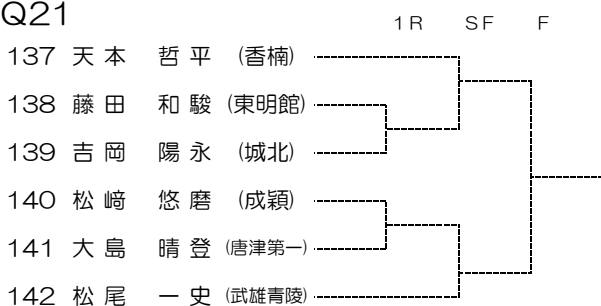 Q21
1R SF F
137 天本 哲平 (香楠)
138 藤田 和駿 (東明館)
139 吉岡 陽永 (城北)
140 松﨑 悠磨 (成穎)
141 大島 晴登 (唐津第一)
142 松尾 一史 (武雄青陵)